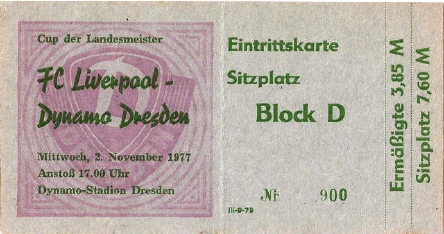 Cup der Landesmeister
FC Liverpool -
Dynamo Dresden
Mittwoch, 2. November 1977
Anstoß 17.00 Uhr
Dynamo-Stadion Dresden
Eintrittskarte
Sitzplatz
Block D
Nr. 900
III-9-79
Ermäßigte 3,85 M
Sitzplatz 7,60 M